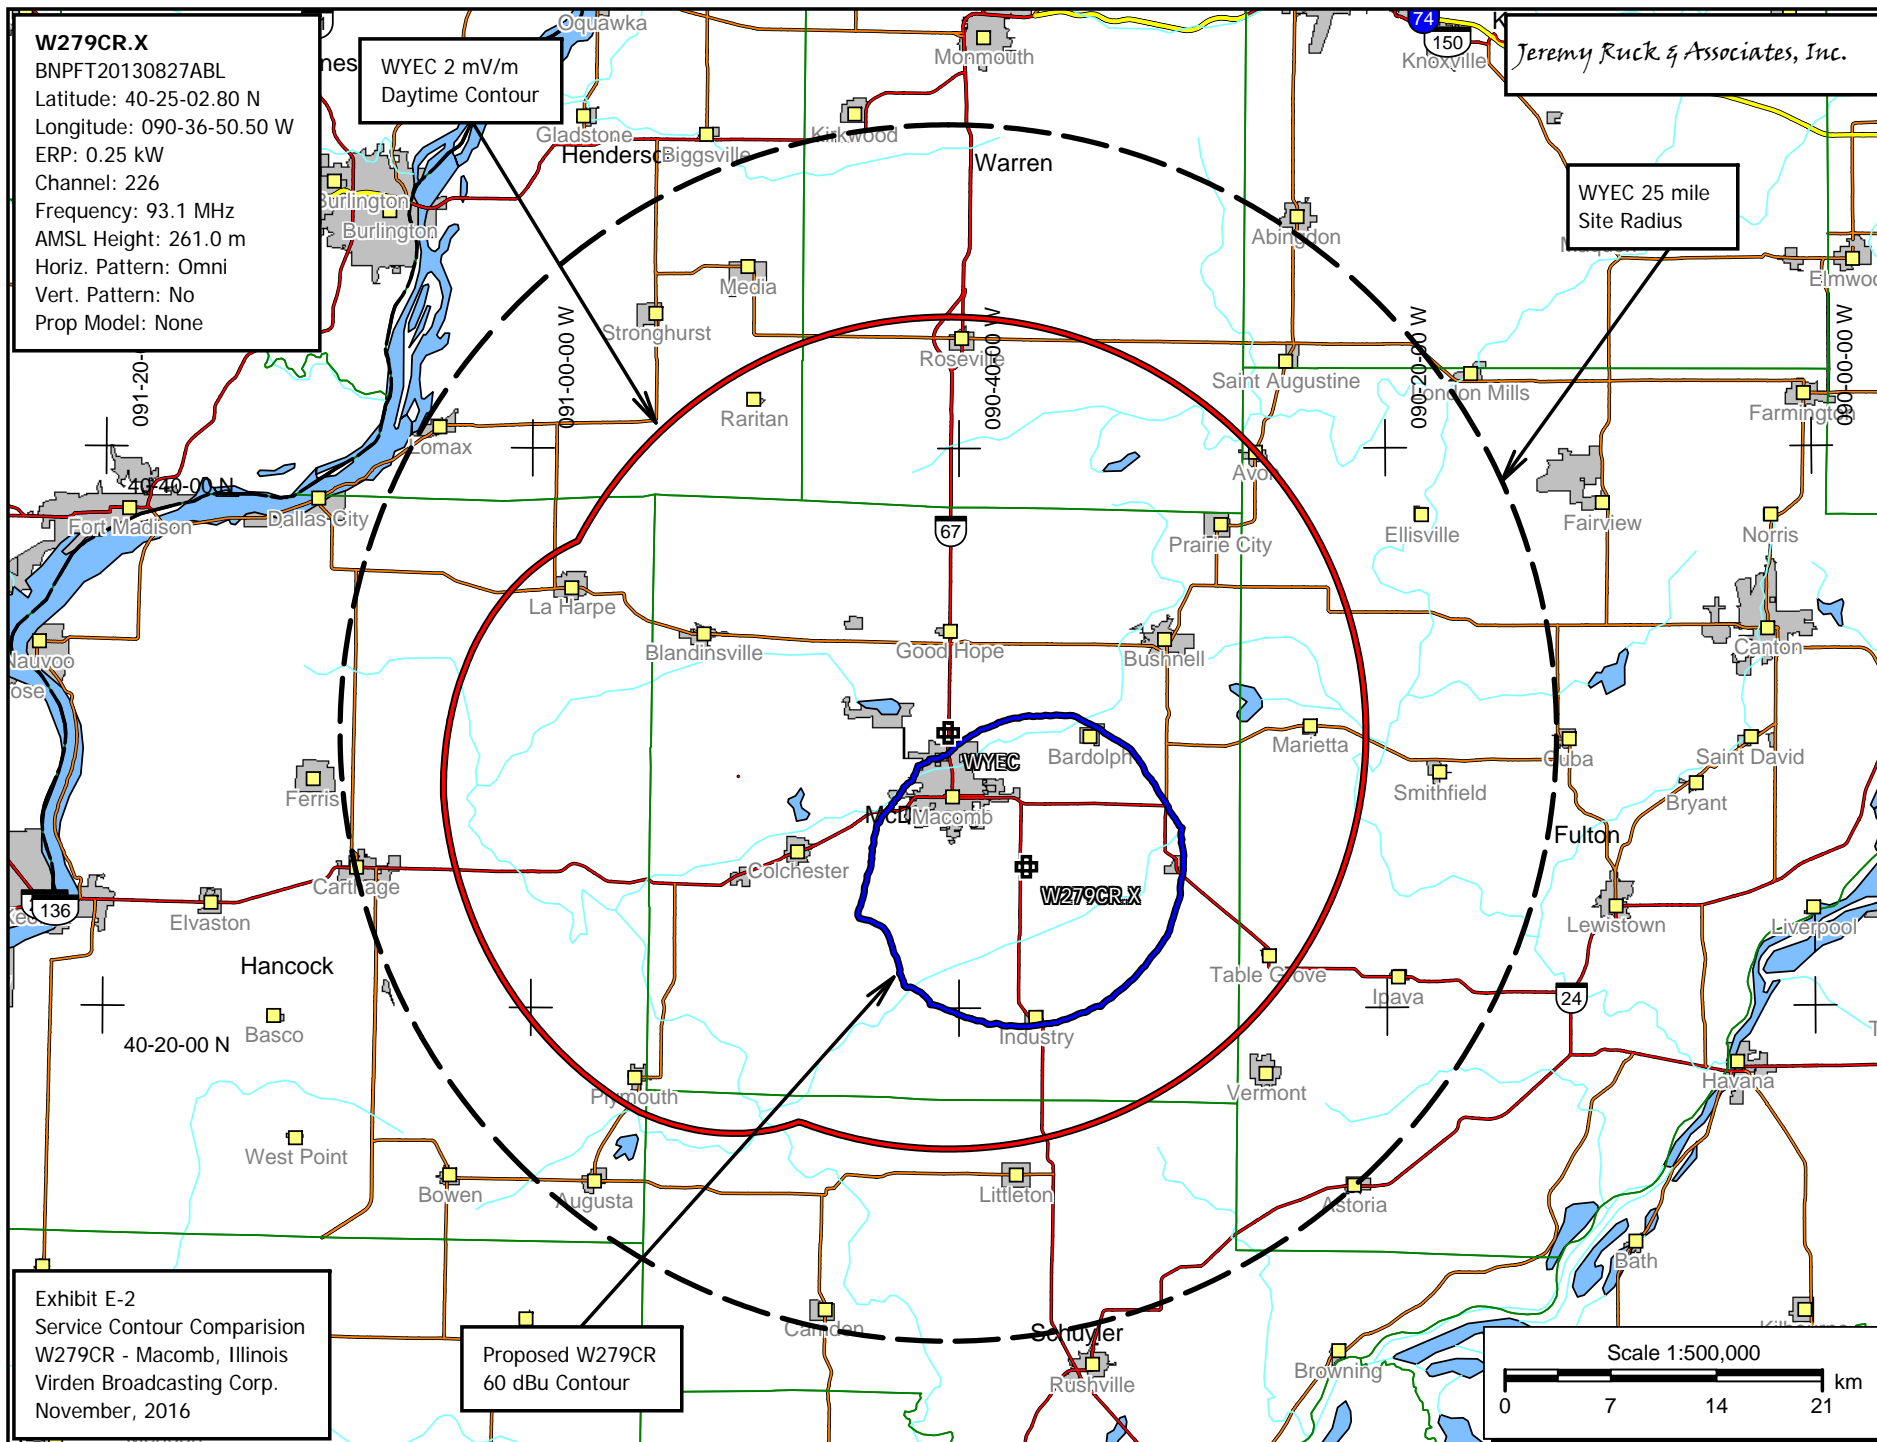 W279CR.X
BNPFT20130827ABL
Latitude: 40-25-02.80 N
Longitude: 090-36-50.50 W
ERP: 0.25 kW
Channel: 226
Frequency: 93.1 MHz
AMSL Height: 261.0 m
Horiz. Pattern: Omni
Vert. Pattern: No
Prop Model: None
WYEC 2 mV/m
Daytime Contour
Jeremy Ruck & Associates, Inc.
WYEC 25 mile
Site Radius
Oquawka
Monmouth
74
150
Knoxville
Gladstone
Biggsville
Kirkwood
Warren
Burlington
Burlington
Abingdon
Media
Stronghurst
Roseville
Saint Augustine
London Mills
Farmington
091-00-00 W
090-40-00 W
090-20-00 W
090-00-00 W
Raritan
Lomax
Avon
40-40-00 N
Fort Madison
Dallas City
67
Prairie City
Ellisville
Fairview
Norris
La Harpe
Blandinsville
Good Hope
Bushnell
Canton
Nauvoo
WYEC
Bardolph
Marietta
Cuba
Saint David
Ferris
Smithfield
Bryant
Macomb
Fulton
Colchester
Carthage
W279CR.X
136
Elvaston
Lewistown
Liverpool
Hancock
Table Grove
Ipava
24
Basco
40-20-00 N
Industry
Plymouth
Vermont
Havana
West Point
Bowen
Augusta
Littleton
Astoria
Bath
Camden
Schuyler
Rushville
Browning
Exhibit E-2
Service Contour Comparision
W279CR - Macomb, Illinois
Virden Broadcasting Corp.
November, 2016
Proposed W279CR
60 dBu Contour
Scale 1:500,000
km
0 7 14 21